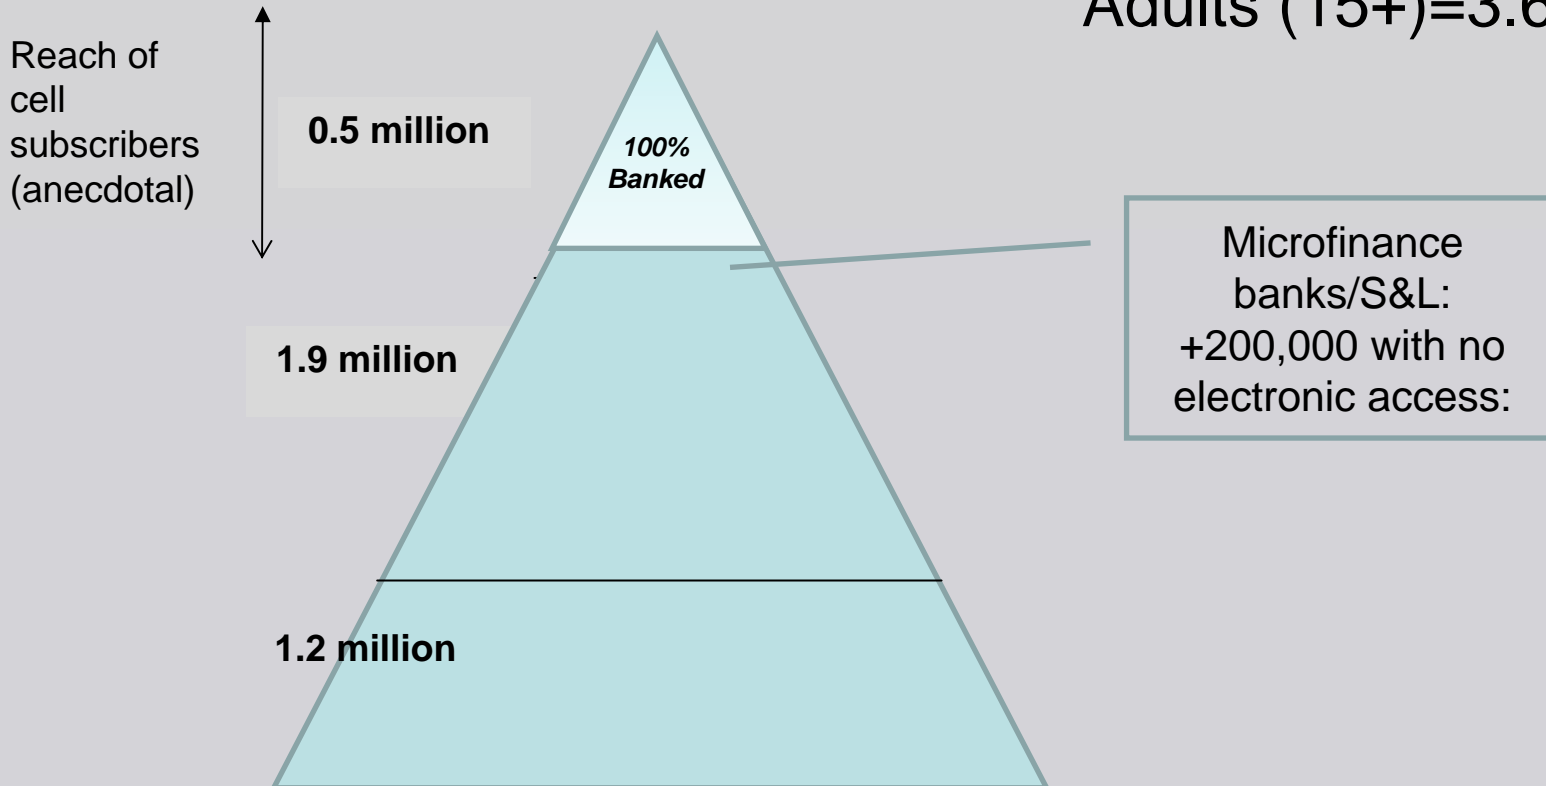 Adults (15+)=3.6
Reach of
cell
subscribers
(anecdotal)
0.5 million
100%
Banked
Microfinance
banks/S&L:
+200,000 with no
electronic access:
1.9 million
1.2 million